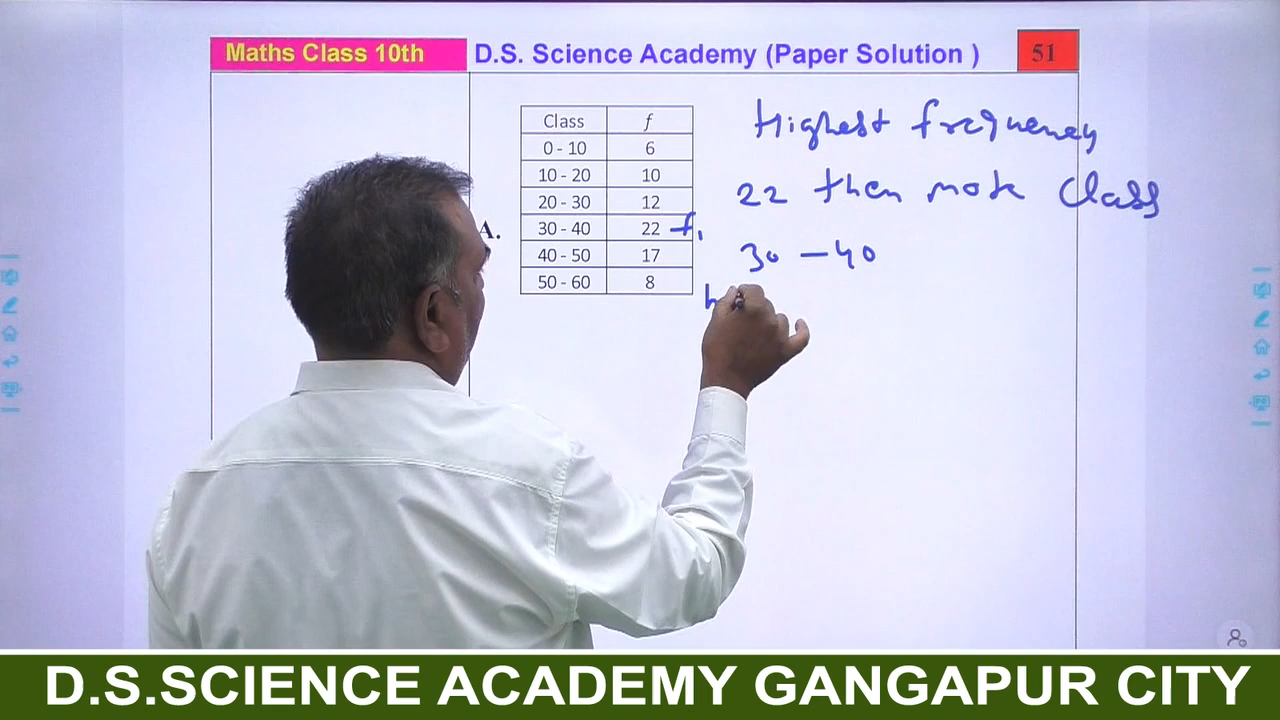 Maths Class 10th D.S. Science Academy (Paper Solution ) 51
A.
Class f
0 - 10 6
10 - 20 10
20 - 30 12
30 - 40 22 f₁
40 - 50 17
50 - 60 8
Highest frequency
22 then mode Class
30 – 40
h
D.S.SCIENCE ACADEMY GANGAPUR CITY